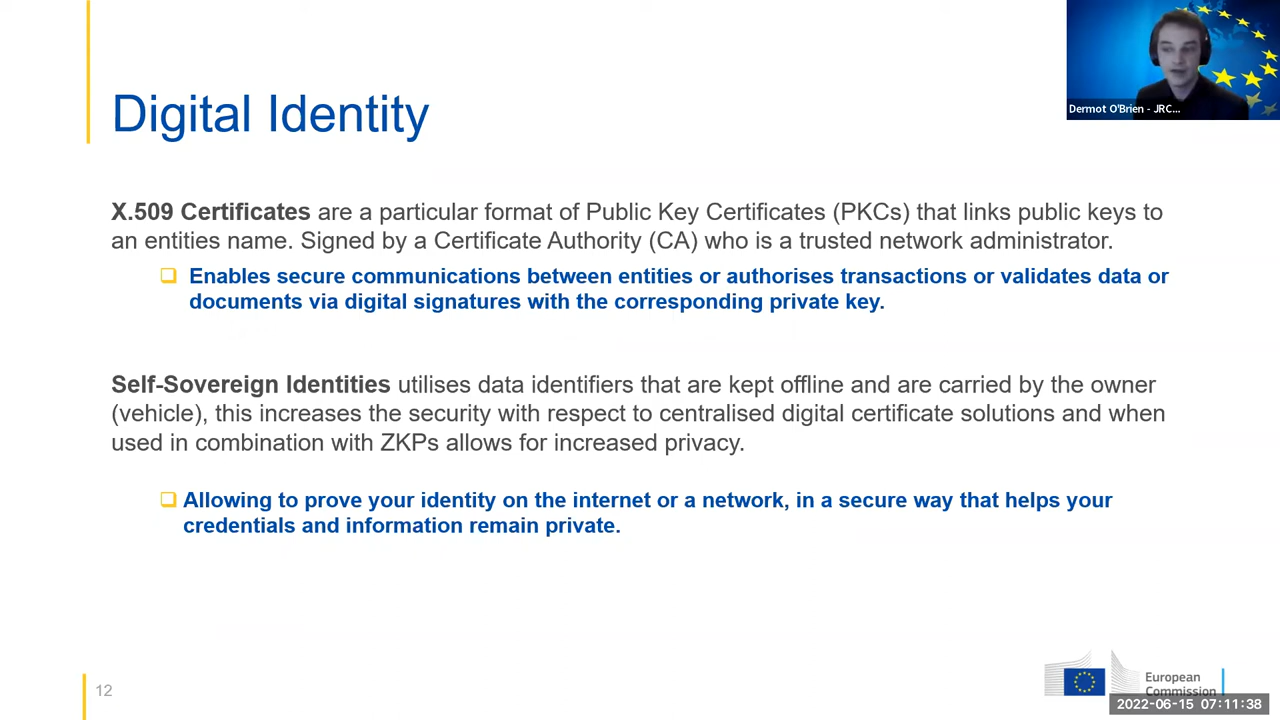 Dermot O'Brien - JRC...
Digital Identity
X.509 Certificates are a particular format of Public Key Certificates (PKCs) that links public keys to
an entities name. Signed by a Certificate Authority (CA) who is a trusted network administrator.
Enables secure communications between entities or authorises transactions or validates data or
documents via digital signatures with the corresponding private key.
Self-Sovereign Identities utilises data identifiers that are kept offline and are carried by the owner
(vehicle), this increases the security with respect to centralised digital certificate solutions and when
used in combination with ZKPs allows for increased privacy.
Allowing to prove your identity on the internet or a network, in a secure way that helps your
credentials and information remain private.
12
European
Commission
2022-06-15 07:11:38